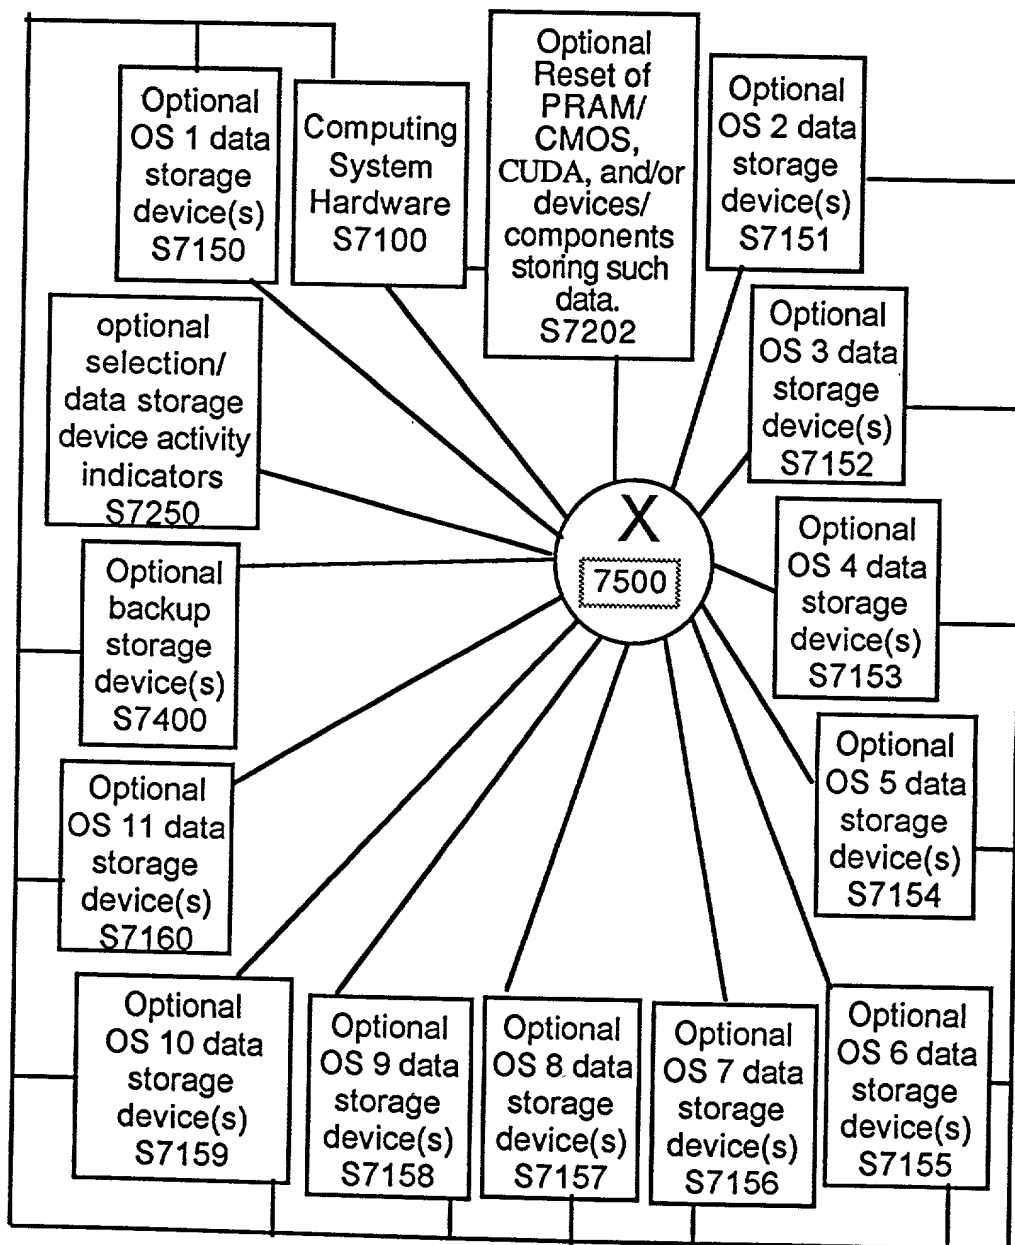 Optional
OS 1 data
storage
device(s)
S7150
Computing
System
Hardware
S7100
Optional
Reset of
PRAM/
CMOS,
CUDA, and/or
devices/
components
storing such
data.
S7202
Optional
OS 2 data
storage
device(s)
S7151
optional
selection/
data storage
device activity
indicators
S7250
Optional
OS 3 data
storage
device(s)
S7152
X
7500
Optional
OS 4 data
storage
device(s)
S7153
Optional
backup
storage
device(s)
S7400
Optional
OS 5 data
storage
device(s)
S7154
Optional
OS 11 data
storage
device(s)
S7160
Optional
OS 10 data
storage
device(s)
S7159
Optional
OS 9 data
storage
device(s)
S7158
Optional
OS 8 data
storage
device(s)
S7157
Optional
OS 7 data
storage
device(s)
S7156
Optional
OS 6 data
storage
device(s)
S7155